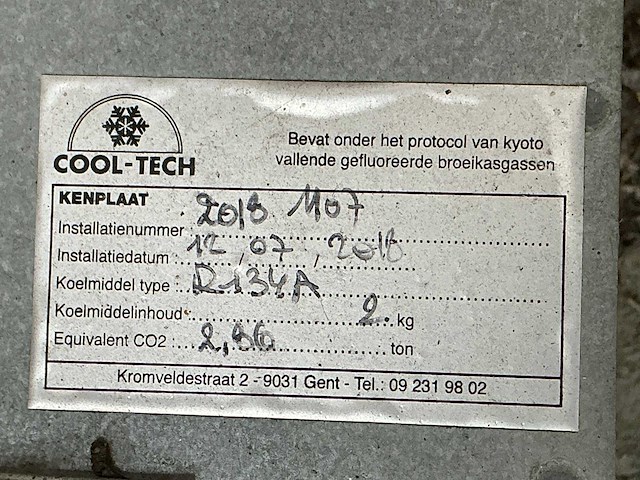 COOL-TECH
Bevat onder het protocol van kyoto
vallende gefluoreerde broeikasgassen
KENPLAAT
Installatienummer : 2018 1107
Installatiedatum : 12, 07, 2018
Koelmiddel type : R134A
Koelmiddelinhoud : 2. kg
Equivalent CO2 : 2,86 ton
Kromveldestraat 2 - 9031 Gent - Tel.: 09 231 98 02